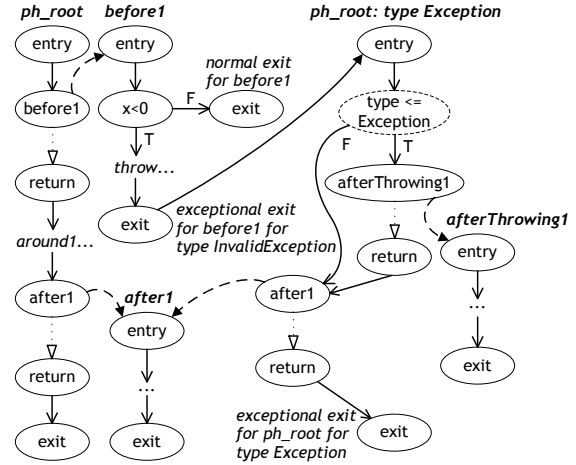 ph_root
before1
ph_root: type Exception
entry
entry
entry
normal exit
for before1
before1
x<0
F
exit
type <=
Exception
T
F
T
throw...
return
afterThrowing1
around1...
exit
exceptional exit
for before1 for
type InvalidException
afterThrowing1
return
entry
after1
after1
after1
entry
...
return
...
return
exit
exit
exit
exceptional exit
for ph_root for
type Exception
exit